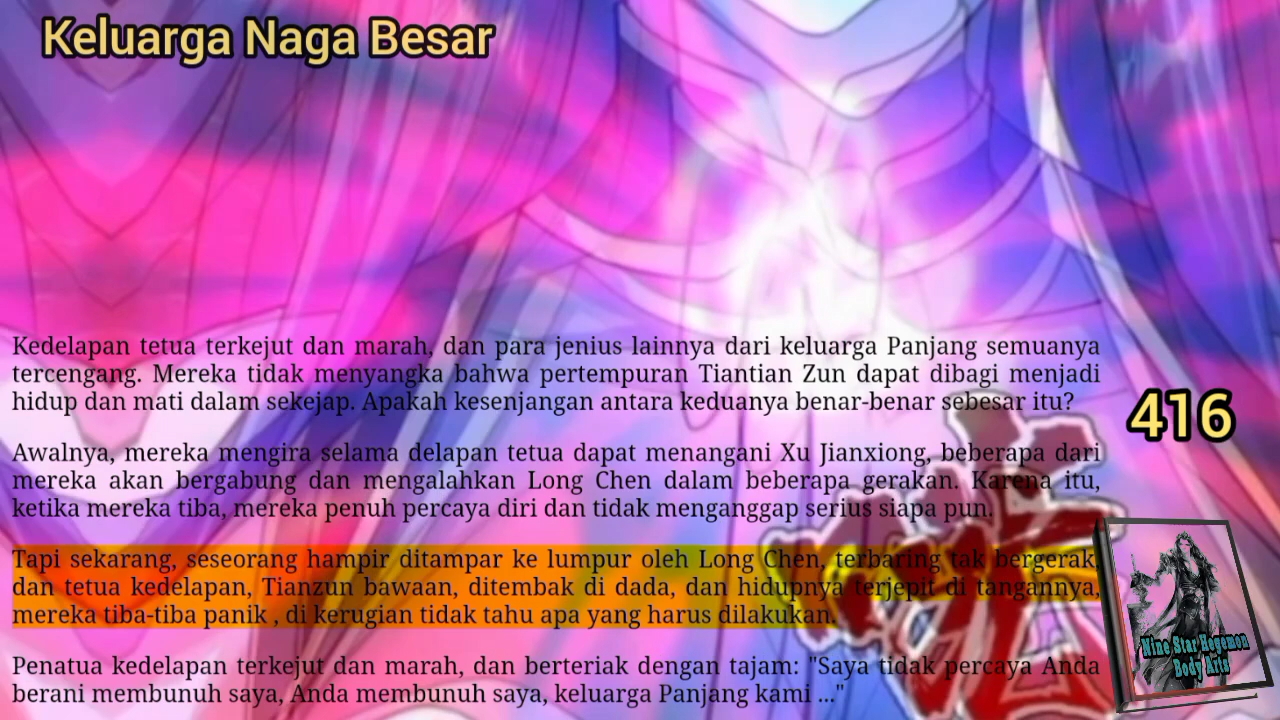 Keluarga Naga Besar
Kedelapan tetua terkejut dan marah, dan para jenius lainnya dari keluarga Panjang semuanya
tercengang. Mereka tidak menyangka bahwa pertempuran Tiantian Zun dapat dibagi menjadi
hidup dan mati dalam sekejap. Apakah kesenjangan antara keduanya benar-benar sebesar itu?
416
Awalnya, mereka mengira selama delapan tetua dapat menangani Xu Jianxiong, beberapa dari
mereka akan bergabung dan mengalahkan Long Chen dalam beberapa gerakan. Karena itu,
ketika mereka tiba, mereka penuh percaya diri dan tidak menganggap serius siapa pun.
Tapi sekarang, seseorang hampir ditampar ke lumpur oleh Long Chen, terbaring tak bergerak,
dan tetua kedelapan, Tianzun bawaan, ditembak di dada, dan hidupnya terjepit di tangannya,
mereka tiba-tiba panik , di kerugian tidak tahu apa yang harus dilakukan.
Penatua kedelapan terkejut dan marah, dan berteriak dengan tajam: "Saya tidak percaya Anda
berani membunuh saya, Anda membunuh saya, keluarga Panjang kami ..."
Nine Star Hegemon
Body Arts